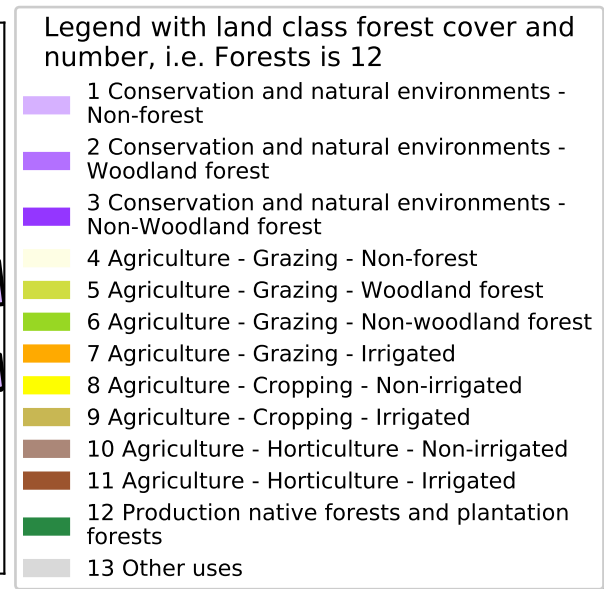 Legend with land class forest cover and
number, i.e. Forests is 12
1 Conservation and natural environments -
Non-forest
2 Conservation and natural environments -
Woodland forest
3 Conservation and natural environments -
Non-Woodland forest
4 Agriculture - Grazing - Non-forest
5 Agriculture - Grazing - Woodland forest
6 Agriculture - Grazing - Non-woodland forest
7 Agriculture - Grazing - Irrigated
8 Agriculture - Cropping - Non-irrigated
9 Agriculture - Cropping - Irrigated
10 Agriculture - Horticulture - Non-irrigated
11 Agriculture - Horticulture - Irrigated
12 Production native forests and plantation
forests
13 Other uses